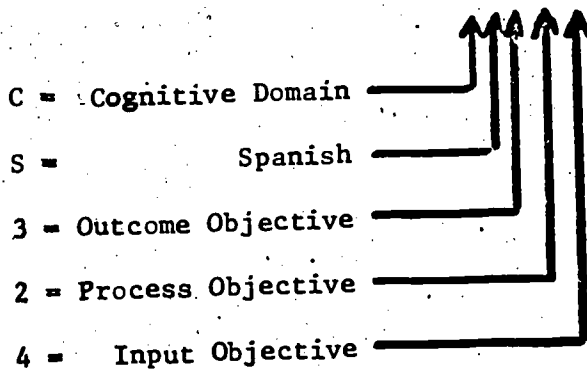 C = Cognitive Domain
S = Spanish
3 = Outcome Objective
2 = Process Objective
4 = Input Objective